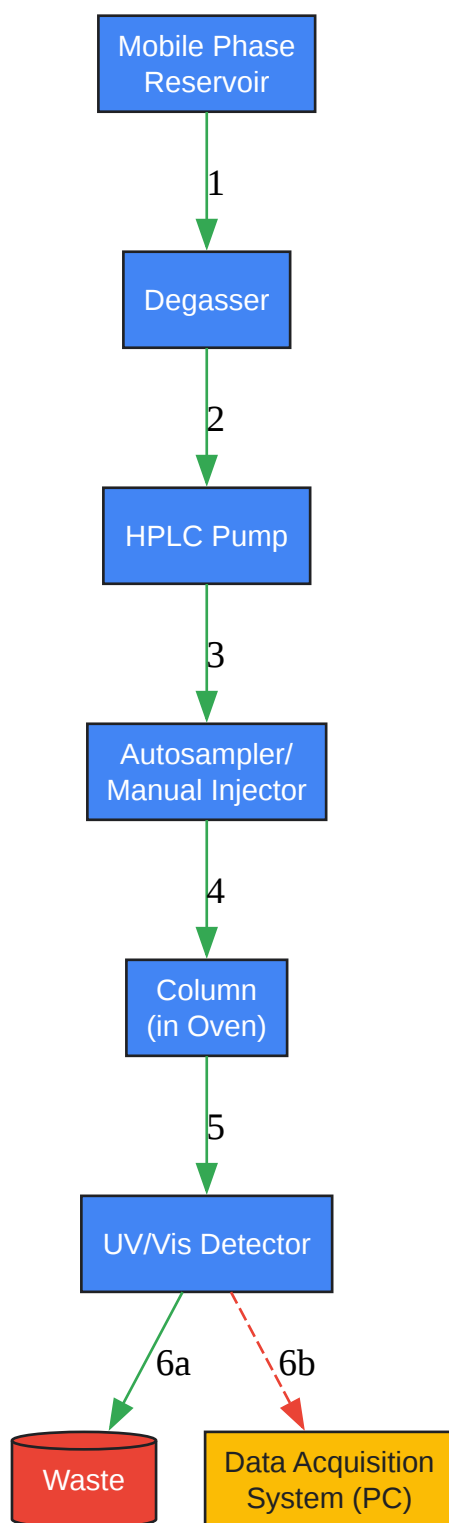 Mobile Phase
Reservoir
1
Degasser
2
HPLC Pump
3
Autosampler/
Manual Injector
4
Column
(in Oven)
5
UV/Vis Detector
6a
6b
Waste
Data Acquisition
System (PC)